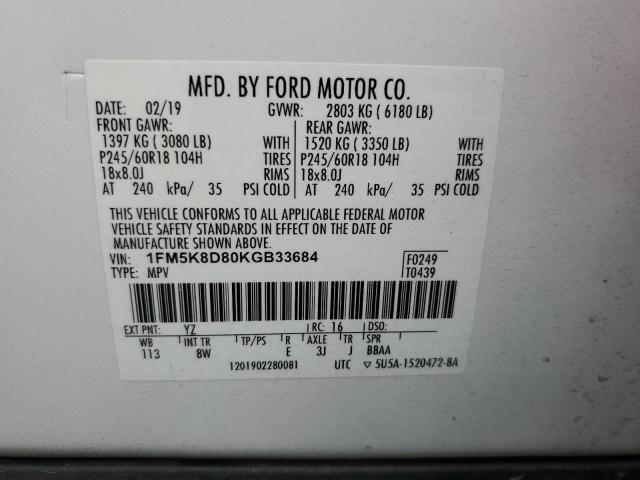 MFD. BY FORD MOTOR CO.
DATE: 02/19 GVWR: 2803 KG ( 6180 LB)
FRONT GAWR: REAR GAWR:
1397 KG ( 3080 LB) WITH 1520 KG ( 3350 LB) WITH
P245/60R18 104H TIRES P245/60R18 104H TIRES
18x8.0J RIMS 18x8.0J RIMS
AT 240 kPa/ 35 PSI COLD AT 240 kPa/ 35 PSI COLD
THIS VEHICLE CONFORMS TO ALL APPLICABLE FEDERAL MOTOR
VEHICLE SAFETY STANDARDS IN EFFECT ON THE DATE OF
MANUFACTURE SHOWN ABOVE.
VIN: 1FM5K8D80KGB33684 F0249
TYPE: MPV T0439
EXT PNT: YZ RC: 16 DSO:
WB INT TR TP/PS R AXLE TR SPR
113 8W E 3J J BBAA
1201902280081 UTC ▽ 5U5A-1520472-BA